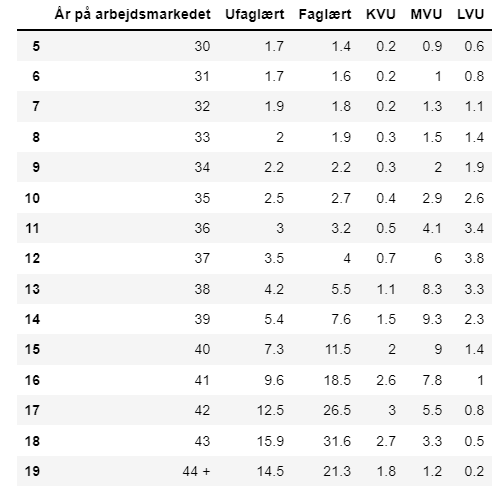 År på arbejdsmarkedet Ufaglært Faglært KVU MVU LVU
5 30 1.7 1.4 0.2 0.9 0.6
6 31 1.7 1.6 0.2 1 0.8
7 32 1.9 1.8 0.2 1.3 1.1
8 33 2 1.9 0.3 1.5 1.4
9 34 2.2 2.2 0.3 2 1.9
10 35 2.5 2.7 0.4 2.9 2.6
11 36 3 3.2 0.5 4.1 3.4
12 37 3.5 4 0.7 6 3.8
13 38 4.2 5.5 1.1 8.3 3.3
14 39 5.4 7.6 1.5 9.3 2.3
15 40 7.3 11.5 2 9 1.4
16 41 9.6 18.5 2.6 7.8 1
17 42 12.5 26.5 3 5.5 0.8
18 43 15.9 31.6 2.7 3.3 0.5
19 44 + 14.5 21.3 1.8 1.2 0.2